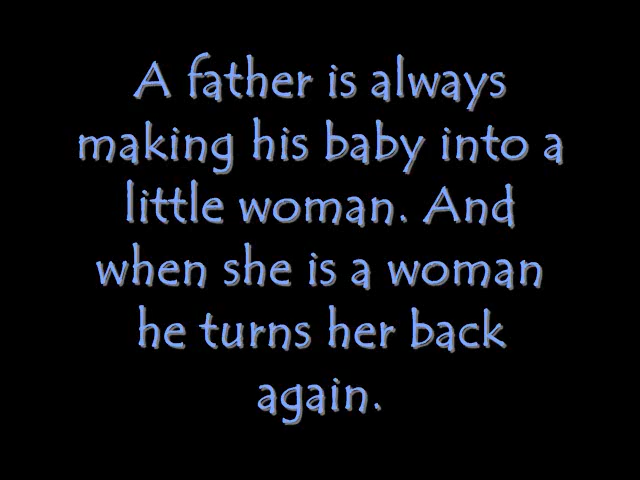 A father is always
making his baby into a
little woman. And
when she is a woman
he turns her back
again.